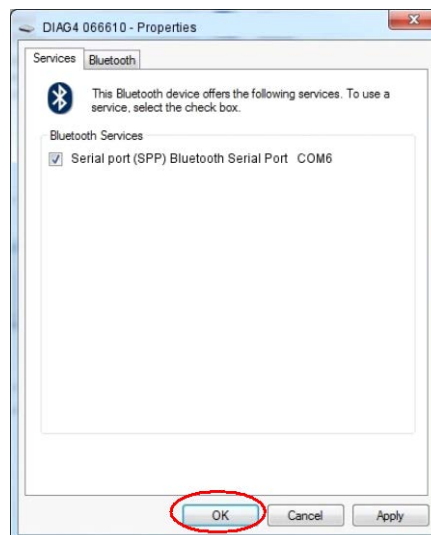 DIAG4 066610 - Properties
Services
Bluetooth
This Bluetooth device offers the following services. To use a
service, select the check box.
Bluetooth Services
Serial port (SPP) Bluetooth Serial Port COM6
OK
Cancel
Apply